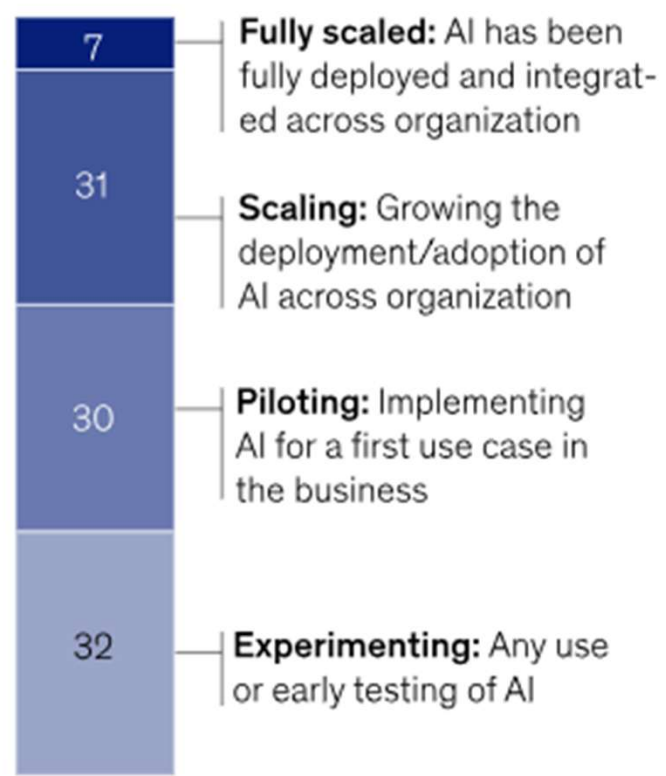 7
Fully scaled: AI has been
fully deployed and integrat-
ed across organization
31
Scaling: Growing the
deployment/adoption of
AI across organization
30
Piloting: Implementing
AI for a first use case in
the business
32
Experimenting: Any use
or early testing of AI